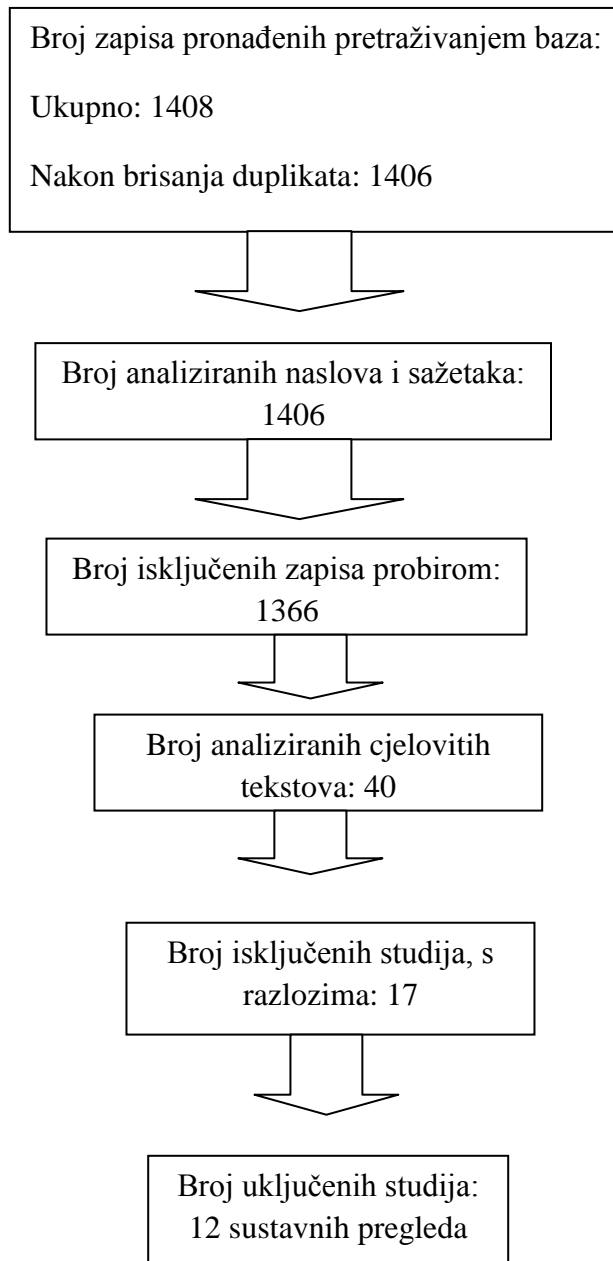 Broj zapisa pronađenih pretraživanjem baza:
Ukupno: 1408
Nakon brisanja duplikata: 1406
Broj analiziranih naslova i sažetaka:
1406
Broj isključenih zapisa probirom:
1366
Broj analiziranih cjelovitih
tekstova: 40
Broj isključenih studija, s
razlozima: 17
Broj uključenih studija:
12 sustavnih pregleda